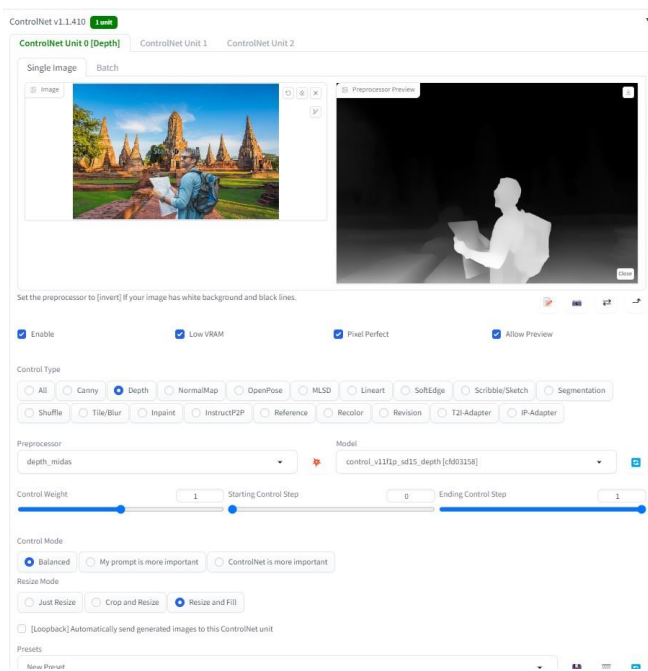 ControlNet v1.1.410 1 unit
ControlNet Unit 0 [Depth] ControlNet Unit 1 ControlNet Unit 2
Single Image Batch
Image Preprocessor Preview
Close
Set the preprocessor to [invert] If your image has white background and black lines.
Enable Low VRAM Pixel Perfect Allow Preview
Control Type
All Canny Depth NormalMap OpenPose MLSD Lineart SoftEdge Scribble/Sketch Segmentation
Shuffle Tile/Blur Inpaint InstructP2P Reference Recolor Revision T2I-Adapter IP-Adapter
Preprocessor Model
depth_midas control_v11f1p_sd15_depth [cfd03158]
Control Weight 1 Starting Control Step 0 Ending Control Step 1
Control Mode
Balanced My prompt is more important ControlNet is more important
Resize Mode
Just Resize Crop and Resize Resize and Fill
[Loopback] Automatically send generated images to this ControlNet unit
Presets
New Preset